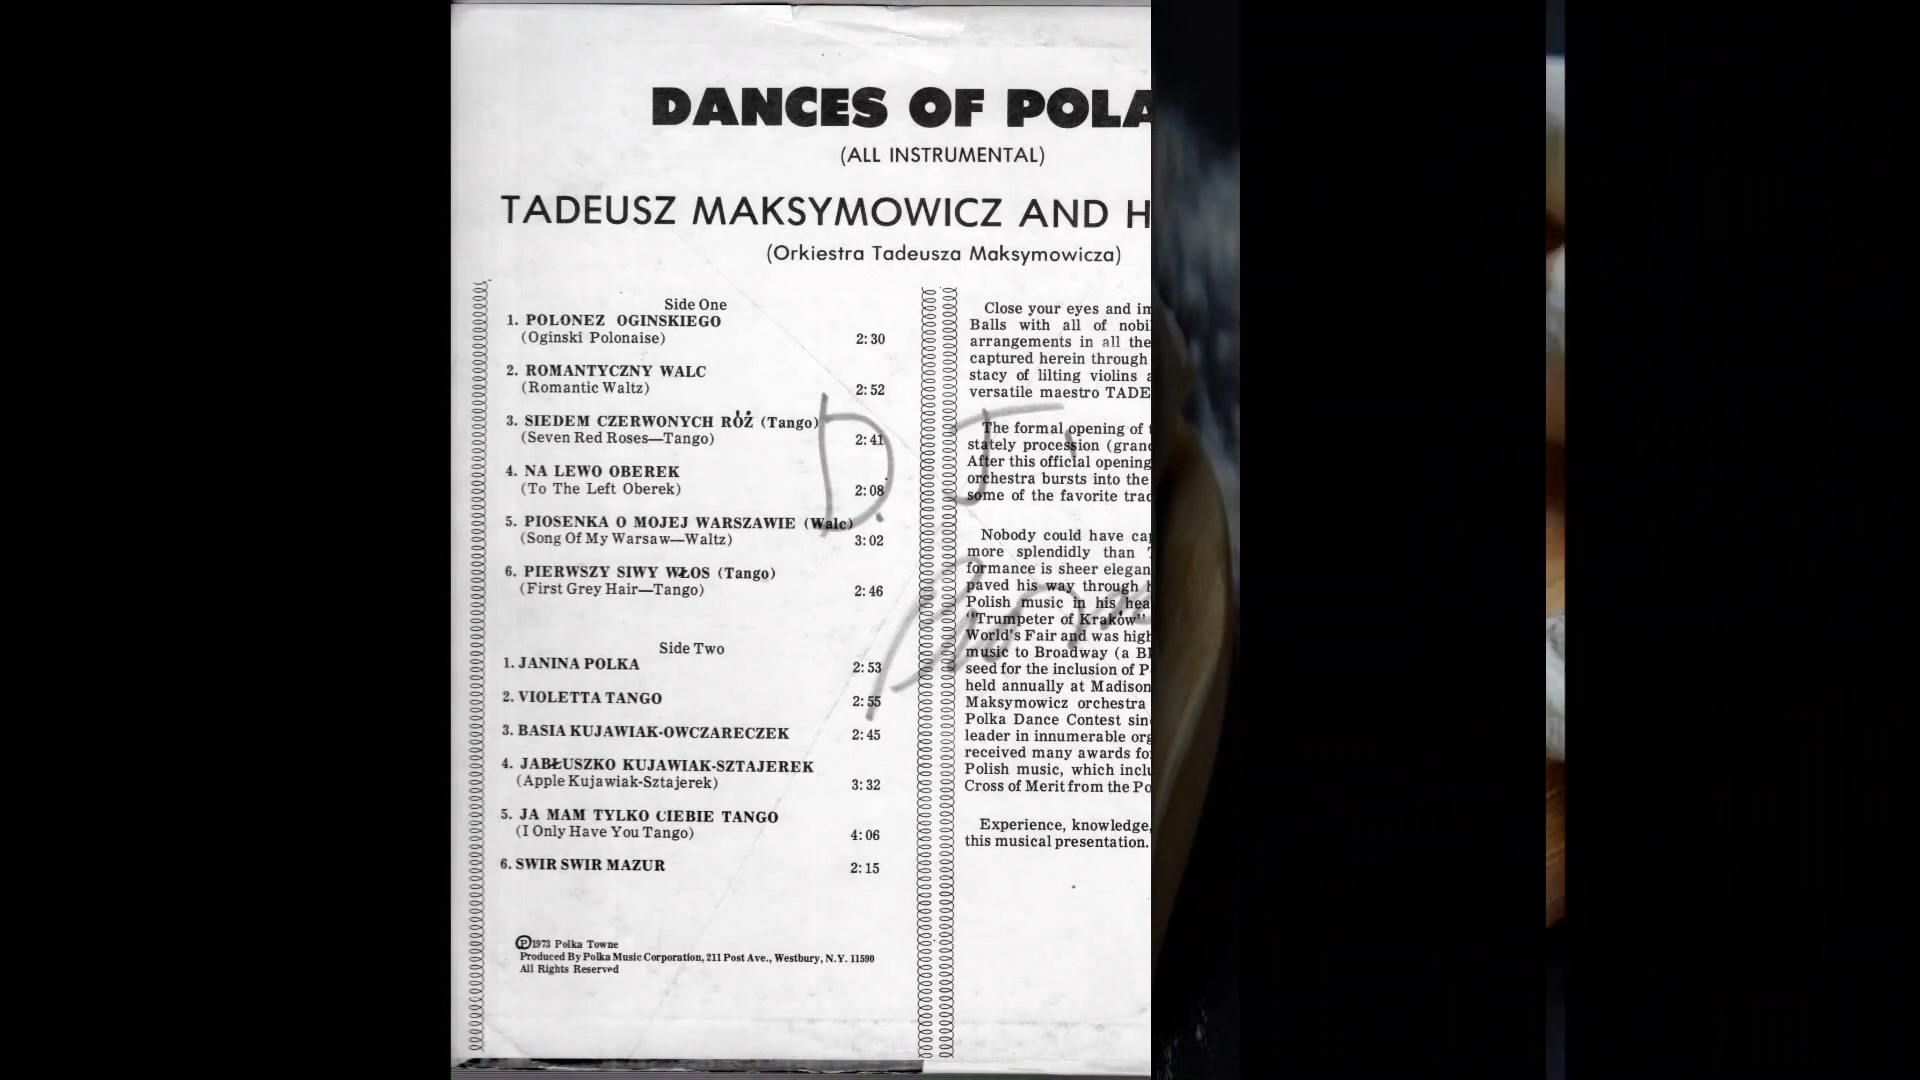 DANCES OF POLA
(ALL INSTRUMENTAL)
TADEUSZ MAKSYMOWICZ AND H
(Orkiestra Tadeusza Maksymowicza)
Side One
1. POLONEZ OGINSKIEGO
(Oginski Polonaise) 2:30
2. ROMANTYCZNY WALC
(Romantic Waltz) 2:52
3. SIEDEM CZERWONYCH RÓŻ (Tango)
(Seven Red Roses—Tango) 2:41
4. NA LEWO OBEREK
(To The Left Oberek) 2:08
5. PIOSENKA O MOJEJ WARSZAWIE (Walc)
(Song Of My Warsaw—Waltz) 3:02
6. PIERWSZY SIWY WŁOS (Tango)
(First Grey Hair—Tango) 2:46
Side Two
1. JANINA POLKA 2:53
2. VIOLETTA TANGO 2:55
3. BASIA KUJAWIAK-OWCZARECZEK 2:45
4. JABŁUSZKO KUJAWIAK-SZTAJEREK
(Apple Kujawiak-Sztajerek) 3:32
5. JA MAM TYLKO CIEBIE TANGO
(I Only Have You Tango) 4:06
6. SWIR SWIR MAZUR 2:15
Ⓟ1973 Polka Towne
Produced By Polka Music Corporation, 211 Post Ave., Westbury, N.Y. 11590
All Rights Reserved
Close your eyes and im
Balls with all of nobil
arrangements in all the
captured herein through
stacy of lilting violins a
versatile maestro TADE
The formal opening of t
stately procession (grand
After this official opening
orchestra bursts into the
some of the favorite trad
Nobody could have cap
more splendidly than T
formance is sheer elegan
paved his way through h
Polish music in his hea
"Trumpeter of Kraków"
World's Fair and was high
music to Broadway (a Bl
seed for the inclusion of P
held annually at Madison
Maksymowicz orchestra
Polka Dance Contest sin
leader in innumerable org
received many awards fo
Polish music, which inclu
Cross of Merit from the Po
Experience, knowledge,
this musical presentation.
D.J.